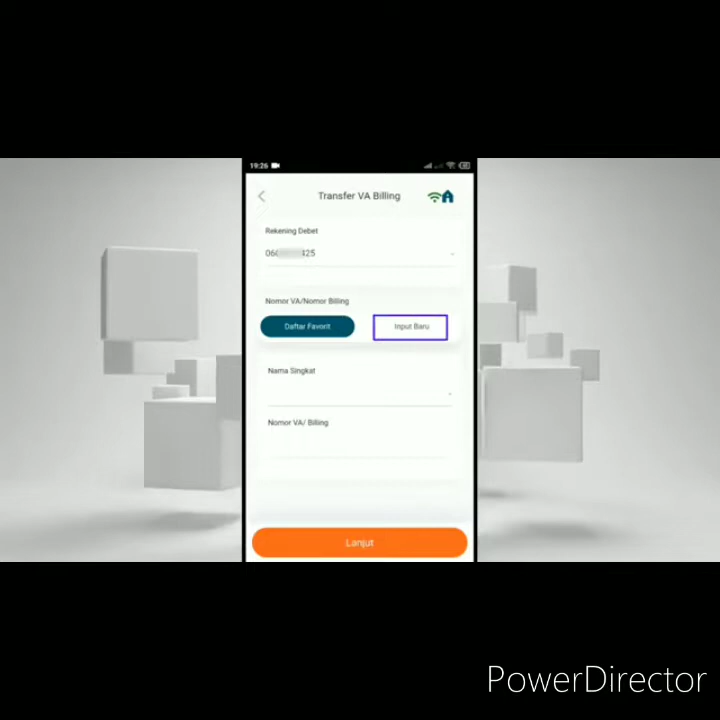 19:26
Transfer VA Billing
Rekening Debet
425
Nomor VA/Nomor Billing
Daftar Favorit
Input Baru
Nama Singkat
Nomor VA/ Billing
Lanjut
PowerDirector